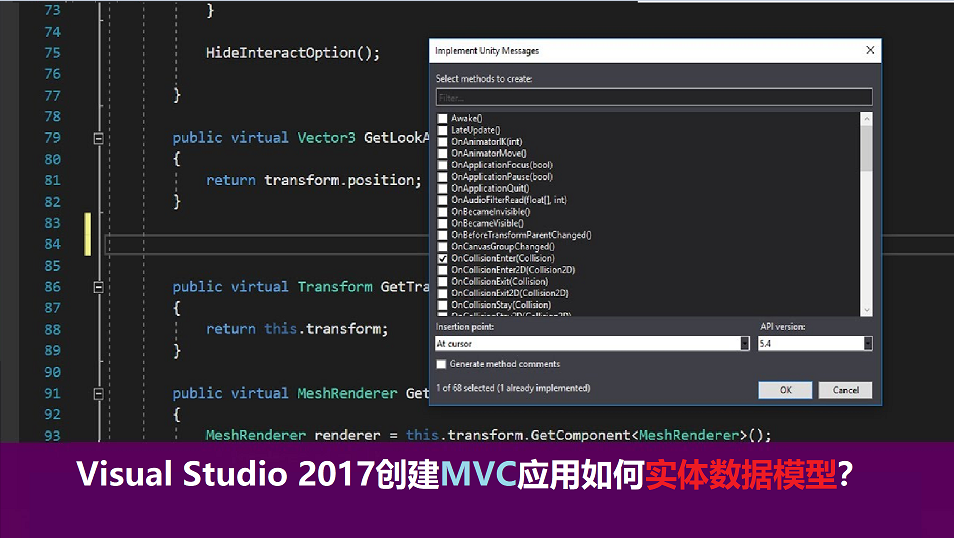 73
}
74
75
HideInteractOption();
76
77
}
78
79
public virtual Vector3 GetLookA
80
{
81
return transform.position;
82
}
83
84
85
86
public virtual Transform GetTra
87
{
88
return this.transform;
89
}
90
91
public virtual MeshRenderer Get
92
{
93
MeshRenderer renderer = this.transform.GetComponent<MeshRenderer>();
Implement Unity Messages
Select methods to create:
Filter...
Awake()
LateUpdate()
OnAnimatorIK(int)
OnAnimatorMove()
OnApplicationFocus(bool)
OnApplicationPause(bool)
OnApplicationQuit()
OnAudioFilterRead(float[], int)
OnBecameInvisible()
OnBecameVisible()
OnBeforeTransformParentChanged()
OnCanvasGroupChanged()
OnCollisionEnter(Collision)
OnCollisionEnter2D(Collision2D)
OnCollisionExit(Collision)
OnCollisionExit2D(Collision2D)
OnCollisionStay(Collision)
OnCollisionStay2D(Collision2D)
Insertion point:
API version:
At cursor
5.4
Generate method comments
1 of 68 selected (1 already implemented)
OK
Cancel
Visual Studio 2017创建MVC应用如何实体数据模型?